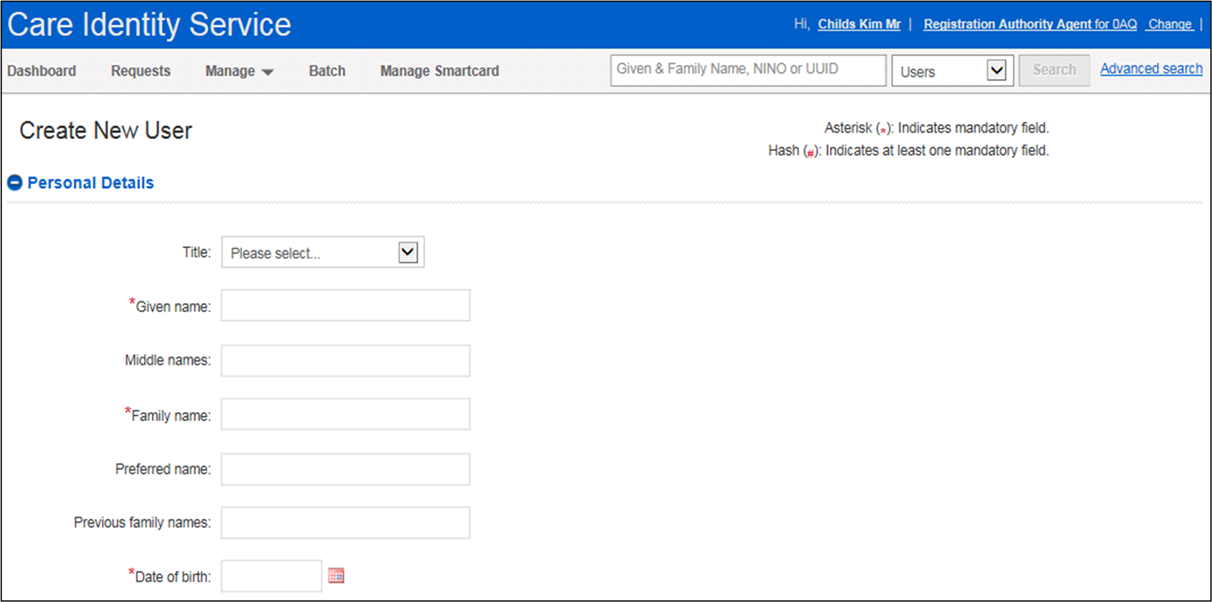 Care Identity Service
Hi, Childs Kim Mr | Registration Authority Agent for 0AQ Change |
Dashboard Requests Manage Batch Manage Smartcard Given & Family Name, NINO or UUID Users Search Advanced search
Create New User
Asterisk (*): Indicates mandatory field.
Hash (#): Indicates at least one mandatory field.
Personal Details
Title: Please select...
*Given name:
Middle names:
*Family name:
Preferred name:
Previous family names:
*Date of birth: